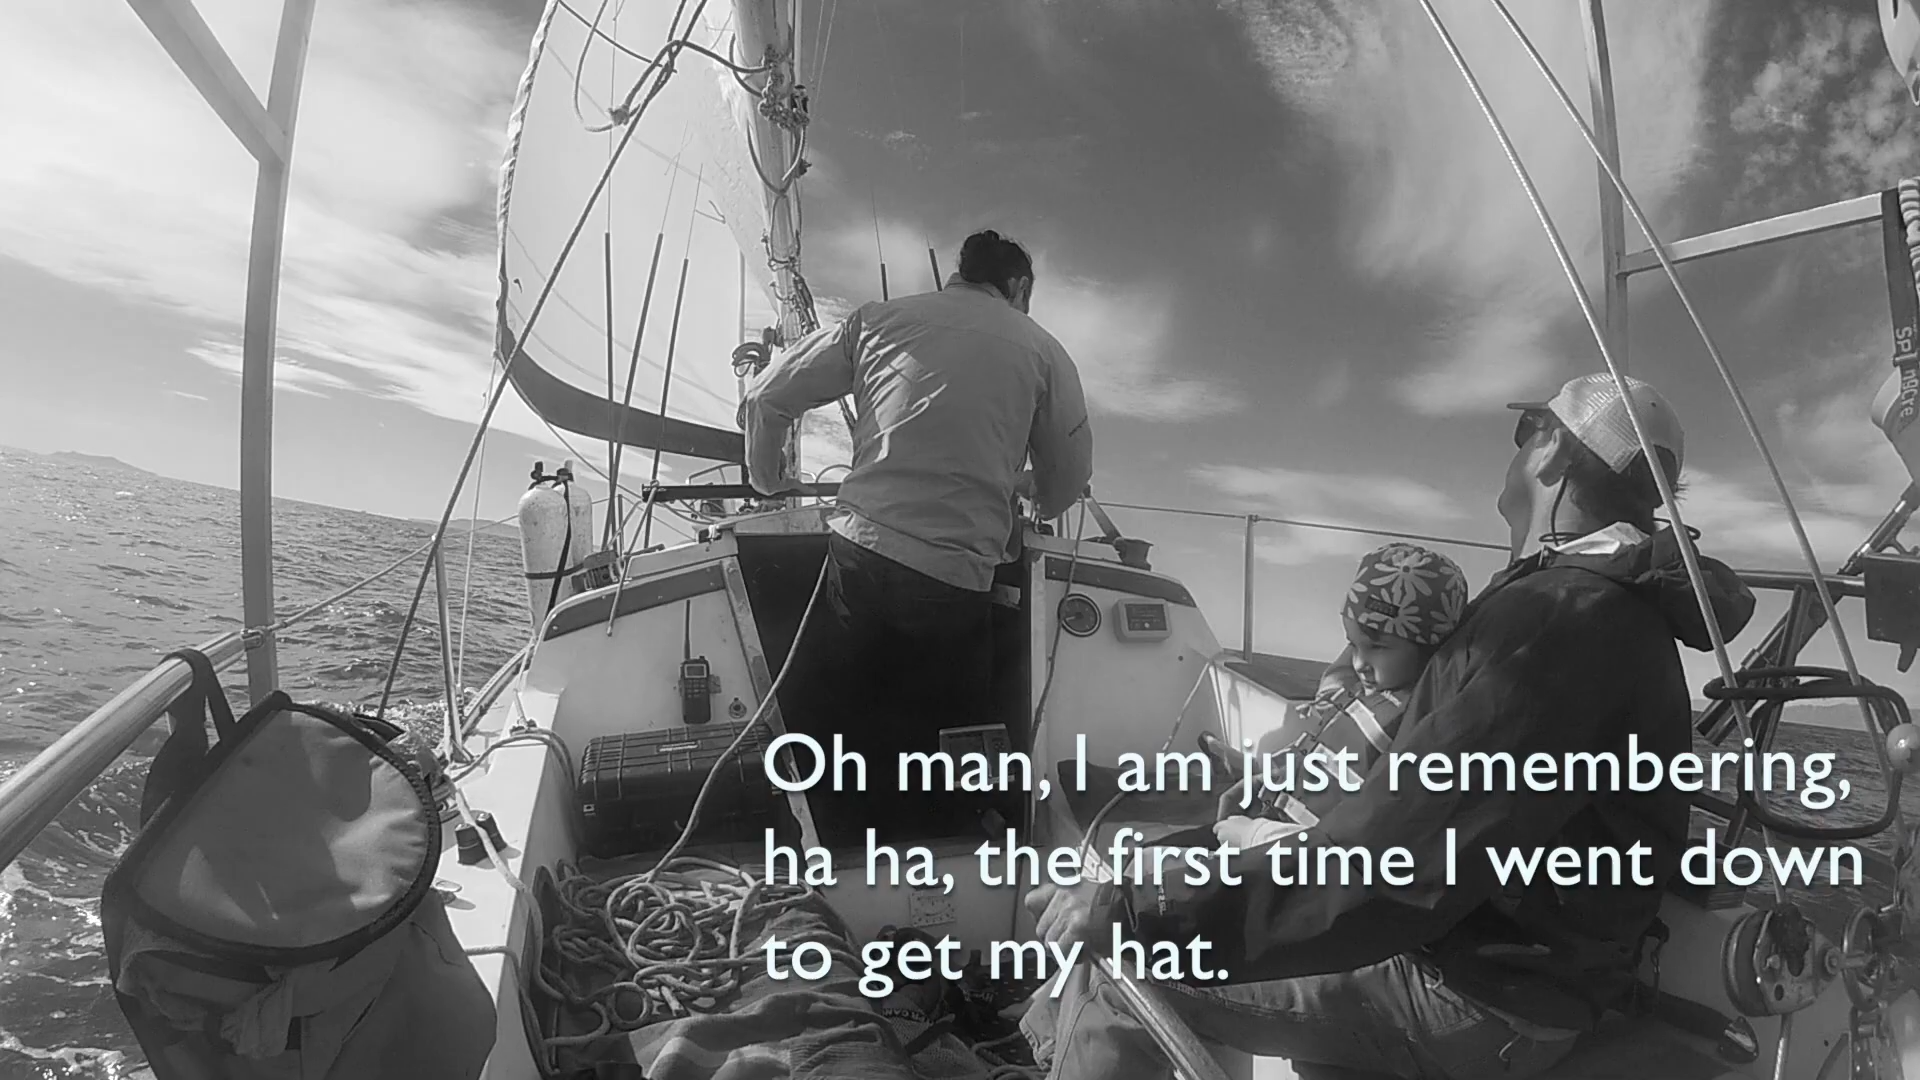 Oh man, I am just remembering,
ha ha, the first time I went down
to get my hat.